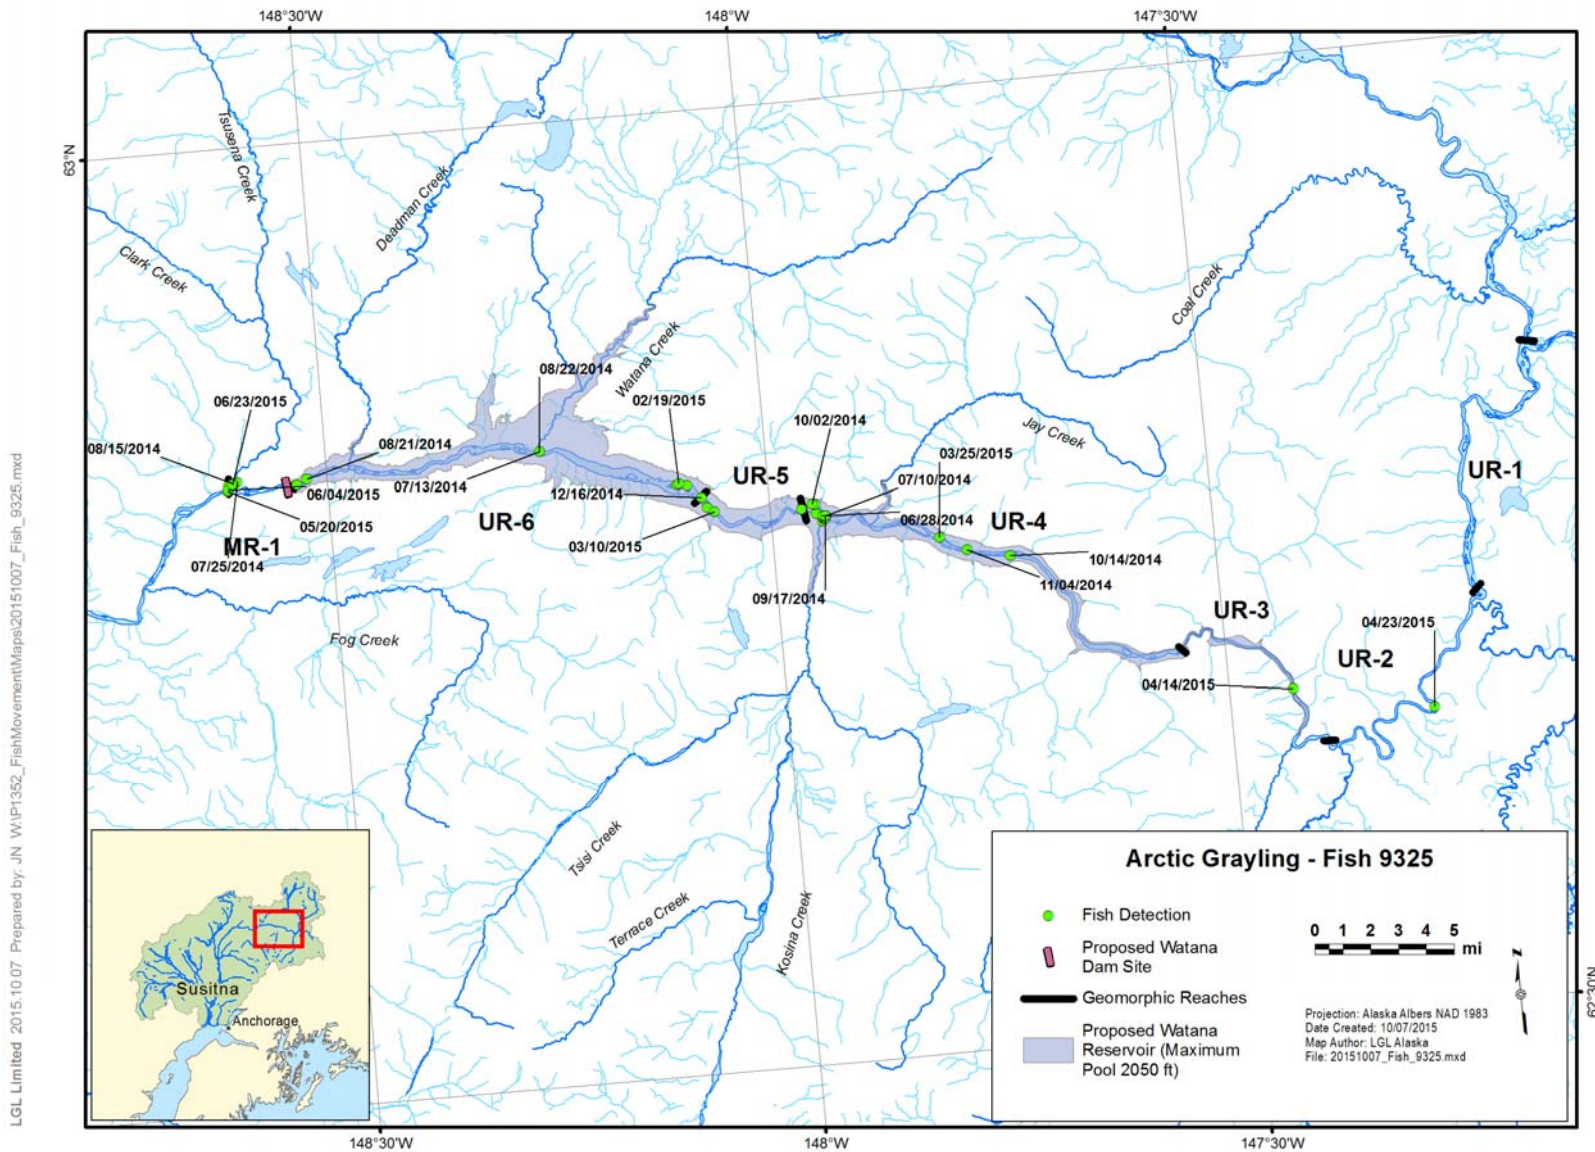 148°30'W
148°W
147°30'W
63°N
Tsusena Creek
Deadman Creek
Clark Creek
Coal Creek
Watana Creek
08/22/2014
06/23/2015
02/19/2015
10/02/2014
Jay Creek
08/15/2014
08/21/2014
03/25/2015
UR-5
UR-1
07/13/2014
07/10/2014
06/04/2015
12/16/2014
05/20/2015
UR-6
06/28/2014
UR-4
MR-1
03/10/2015
10/14/2014
07/25/2014
11/04/2014
09/17/2014
UR-3
04/23/2015
Fog Creek
UR-2
04/14/2015
Tsisi Creek
Terrace Creek
Kosina Creek
Susitna
Anchorage
Arctic Grayling - Fish 9325
Fish Detection
Proposed Watana
Dam Site
Geomorphic Reaches
Proposed Watana
Reservoir (Maximum
Pool 2050 ft)
0 1 2 3 4 5
mi
N
Projection: Alaska Albers NAD 1983
Date Created: 10/07/2015
Map Author: LGL Alaska
File: 20151007_Fish_9325.mxd
62°30'N
148°30'W
148°W
147°30'W
LGL Limited 2015.10.07 Prepared by: JN W:\P1352_FishMovement\Maps\20151007_Fish_9325.mxd